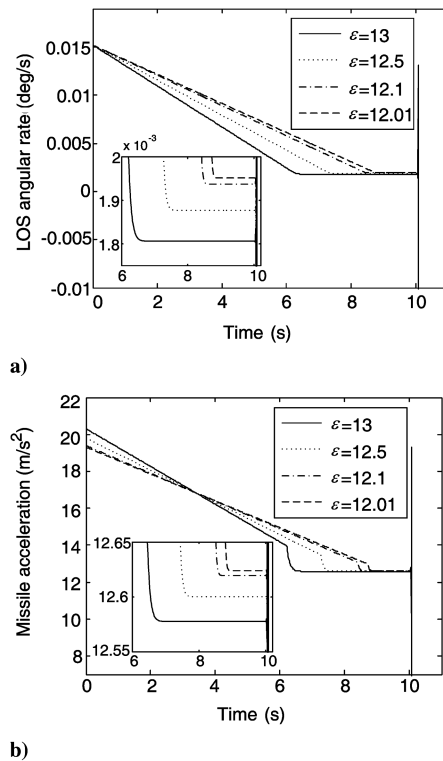 0.015
0.01
0.005
0
-0.005
-0.01
LOS angular rate (deg/s)
ε=13
ε=12.5
ε=12.1
ε=12.01
x 10⁻³
2
1.9
1.8
6 8 10
0 2 4 6 8 10
Time (s)
a)
22
20
18
16
14
12
10
8
Missile acceleration (m/s²)
ε=13
ε=12.5
ε=12.1
ε=12.01
12.65
12.6
12.55
6 8 10
0 2 4 6 8 10
Time (s)
b)